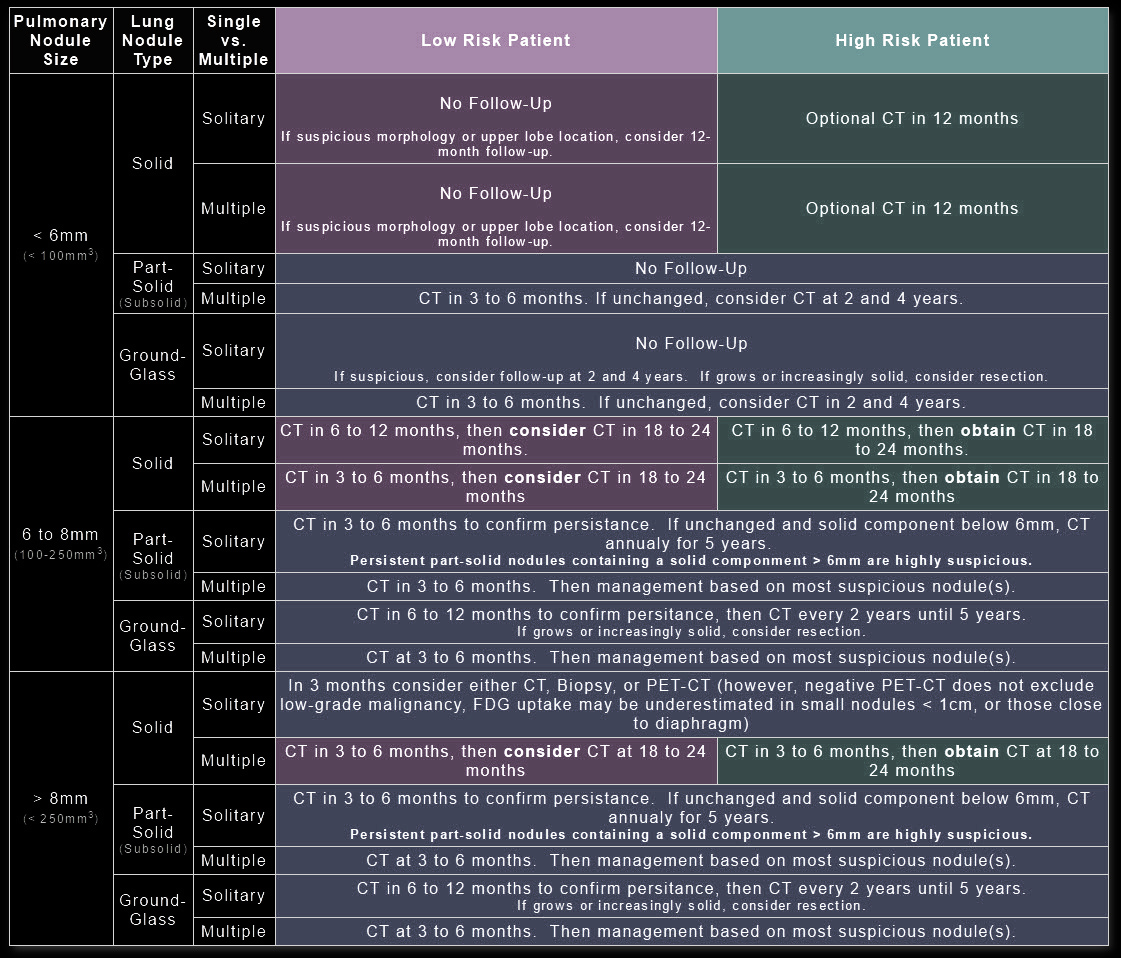 Pulmonary
Nodule
Size
Lung
Nodule
Type
Single
vs.
Multiple
Low Risk Patient
High Risk Patient
< 6mm
(< 100mm³)
Solid
Solitary
No Follow-Up
If suspicious morphology or upper lobe location, consider 12-
month follow-up.
Optional CT in 12 months
Multiple
No Follow-Up
If suspicious morphology or upper lobe location, consider 12-
month follow-up.
Optional CT in 12 months
Part-
Solid
(Subsolid)
Solitary
No Follow-Up
Multiple
CT in 3 to 6 months. If unchanged, consider CT at 2 and 4 years.
Ground-
Glass
Solitary
No Follow-Up
If suspicious, consider follow-up at 2 and 4 years. If grows or increasingly solid, consider resection.
Multiple
CT in 3 to 6 months. If unchanged, consider CT in 2 and 4 years.
6 to 8mm
(100-250mm³)
Solid
Solitary
CT in 6 to 12 months, then consider CT in 18 to 24
months.
CT in 6 to 12 months, then obtain CT in 18
to 24 months.
Multiple
CT in 3 to 6 months, then consider CT in 18 to 24
months
CT in 3 to 6 months, then obtain CT in 18 to
24 months
Part-
Solid
(Subsolid)
Solitary
CT in 3 to 6 months to confirm persistance. If unchanged and solid component below 6mm, CT
annualy for 5 years.
Persistent part-solid nodules containing a solid componment > 6mm are highly suspicious.
Multiple
CT in 3 to 6 months. Then management based on most suspicious nodule(s).
Ground-
Glass
Solitary
CT in 6 to 12 months to confirm persitance, then CT every 2 years until 5 years.
If grows or increasingly solid, consider resection.
Multiple
CT at 3 to 6 months. Then management based on most suspicious nodule(s).
> 8mm
(< 250mm³)
Solid
Solitary
In 3 months consider either CT, Biopsy, or PET-CT (however, negative PET-CT does not exclude
low-grade malignancy, FDG uptake may be underestimated in small nodules < 1cm, or those close
to diaphragm)
Multiple
CT in 3 to 6 months, then consider CT at 18 to 24
months
CT in 3 to 6 months, then obtain CT at 18 to
24 months
Part-
Solid
(Subsolid)
Solitary
CT in 3 to 6 months to confirm persistance. If unchanged and solid component below 6mm, CT
annualy for 5 years.
Persistent part-solid nodules containing a solid componment > 6mm are highly suspicious.
Multiple
CT at 3 to 6 months. Then management based on most suspicious nodule(s).
Ground-
Glass
Solitary
CT in 6 to 12 months to confirm persitance, then CT every 2 years until 5 years.
If grows or increasingly solid, consider resection.
Multiple
CT at 3 to 6 months. Then management based on most suspicious nodule(s).